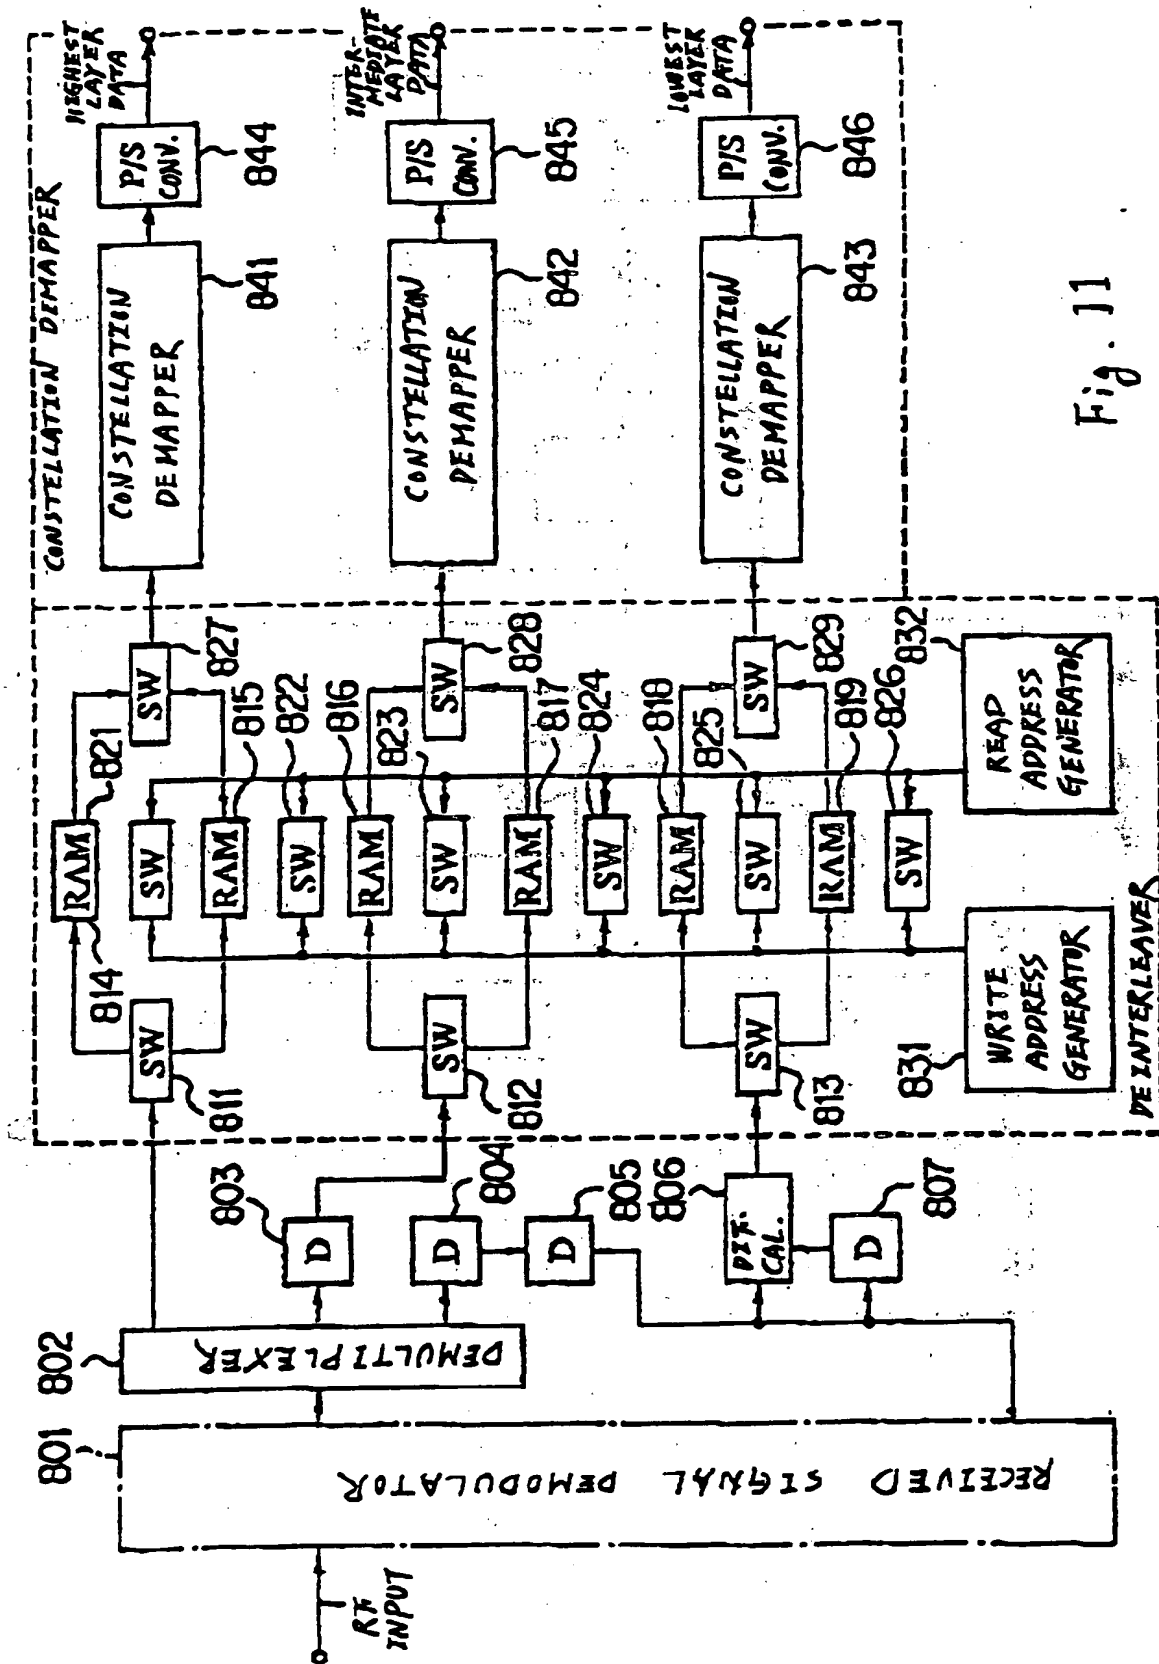 RF
INPUT
801
RECEIVED SIGNAL DEMODULATOR
802
DEMULTIPLEXER
803
D
804
D
805
D
806
DIF.
CAL.
807
D
811
SW
812
SW
813
SW
814
RAM
821
SW
RAM
815
SW
822
RAM
816
SW
823
RAM
817
SW
824
RAM
818
SW
825
RAM
819
SW
826
SW
827
SW
828
SW
829
831
WRITE
ADDRESS
GENERATOR
832
READ
ADDRESS
GENERATOR
DEINTERLEAVER
CONSTELLATION DEMAPPER
CONSTELLATION
DEMAPPER
841
CONSTELLATION
DEMAPPER
842
CONSTELLATION
DEMAPPER
843
P/S
CONV.
844
P/S
CONV.
845
P/S
CONV.
846
HIGHEST
LAYER
DATA
INTER-
MEDIATE
LAYER
DATA
LOWEST
LAYER
DATA
Fig. 11